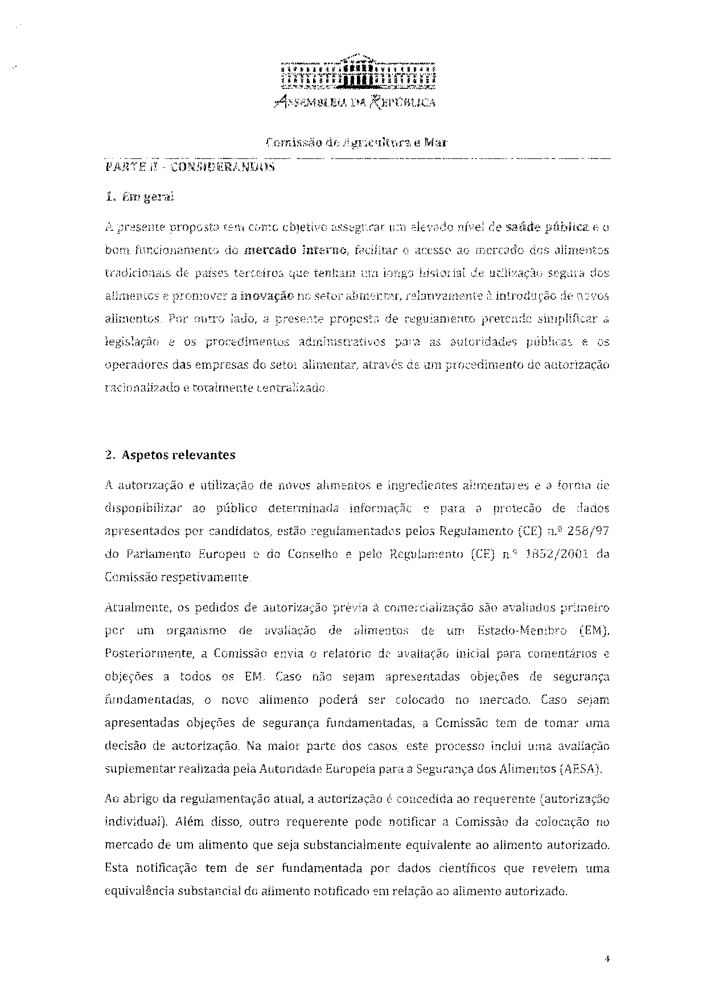 ASSEMBLEIA DA REPÚBLICA
Comissão de Agricultura e Mar
PARTE II - CONSIDERANDOS
1. Em geral
A presente proposta tem como objetivo assegurar um elevado nível de saúde pública e o
bom funcionamento do mercado interno, facilitar o acesso ao mercado dos alimentos
tradicionais de países terceiros que tenham um longo historial de utilização segura dos
alimentos e promover a inovação no setor alimentar, relativamente à introdução de novos
alimentos. Por outro lado, a presente proposta de regulamento pretende simplificar a
legislação e os procedimentos administrativos para as autoridades públicas e os
operadores das empresas do setor alimentar, através de um procedimento de autorização
racionalizado e totalmente centralizado.
2. Aspetos relevantes
A autorização e utilização de novos alimentos e ingredientes alimentares e a forma de
disponibilizar ao público determinada informação e para a proteção de dados
apresentados por candidatos, estão regulamentados pelos Regulamento (CE) n.º 258/97
do Parlamento Europeu e do Conselho e pelo Regulamento (CE) n.º 1852/2001 da
Comissão respetivamente.
Atualmente, os pedidos de autorização prévia à comercialização são avaliados primeiro
por um organismo de avaliação de alimentos de um Estado-Membro (EM).
Posteriormente, a Comissão envia o relatório de avaliação inicial para comentários e
objeções a todos os EM. Caso não sejam apresentadas objeções de segurança
fundamentadas, o novo alimento poderá ser colocado no mercado. Caso sejam
apresentadas objeções de segurança fundamentadas, a Comissão tem de tomar uma
decisão de autorização. Na maior parte dos casos, este processo inclui uma avaliação
suplementar realizada pela Autoridade Europeia para a Segurança dos Alimentos (AESA).
Ao abrigo da regulamentação atual, a autorização é concedida ao requerente (autorização
individual). Além disso, outro requerente pode notificar a Comissão da colocação no
mercado de um alimento que seja substancialmente equivalente ao alimento autorizado.
Esta notificação tem de ser fundamentada por dados científicos que revelem uma
equivalência substancial do alimento notificado em relação ao alimento autorizado.
4